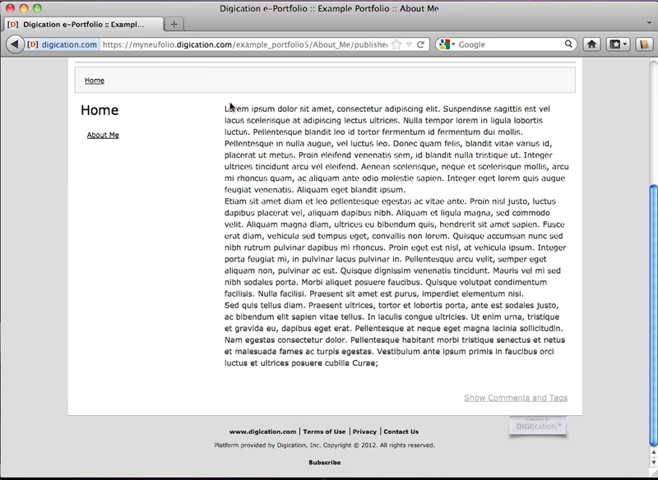 Digication e-Portfolio :: Example Portfolio :: About Me
[D] Digication e-Portfolio :: Exampl...
[D] digication.com https://myneufolio.digication.com/example_portfolio5/About_Me/publishe
Google
Home
Home
About Me
Lorem ipsum dolor sit amet, consectetur adipiscing elit. Suspendisse sagittis est vel
lacus scelerisque at adipiscing lectus ultrices. Nulla tempor lorem in ligula lobortis
luctus. Pellentesque blandit leo id tortor fermentum id fermentum dui mollis.
Pellentesque in nulla augue, vel luctus leo. Donec quam felis, blandit vitae varius id,
placerat ut metus. Proin eleifend venenatis sem, id blandit nulla tristique ut. Integer
ultrices tincidunt arcu vel eleifend. Aenean scelerisque, neque et scelerisque mollis, arcu
mi rhoncus quam, ac aliquam ante odio molestie sapien. Integer eget lorem quis augue
feugiat venenatis. Aliquam eget blandit ipsum.
Etiam sit amet diam et leo pellentesque egestas ac vitae ante. Proin nisl justo, luctus
dapibus placerat vel, aliquam dapibus nibh. Aliquam et ligula magna, sed commodo
velit. Aliquam magna diam, ultrices eu bibendum quis, hendrerit sit amet sapien. Fusce
erat diam, vehicula sed tempus eget, convallis non lorem. Quisque accumsan nunc sed
nibh rutrum pulvinar dapibus mi rhoncus. Proin eget est nisl, at vehicula ipsum. Integer
porta feugiat mi, in pulvinar lacus pulvinar in. Pellentesque arcu velit, semper eget
aliquam non, pulvinar ac est. Quisque dignissim venenatis tincidunt. Mauris vel mi sed
nibh sodales porta. Morbi aliquet posuere faucibus. Quisque volutpat condimentum
facilisis. Nulla facilisi. Praesent sit amet est purus, imperdiet elementum nisi.
Sed quis tellus diam. Praesent ultrices, tortor et lobortis porta, ante est sodales justo,
ac bibendum elit sapien vitae tellus. In iaculis congue ultricies. Ut enim urna, tristique
et gravida eu, dapibus eget erat. Pellentesque at neque eget magna lacinia sollicitudin.
Nam egestas consectetur dolor. Pellentesque habitant morbi tristique senectus et netus
et malesuada fames ac turpis egestas. Vestibulum ante ipsum primis in faucibus orci
luctus et ultrices posuere cubilia Curae;
Show Comments and Tags
www.digication.com | Terms of Use | Privacy | Contact Us
POWERED BY
DIGIcation™
Platform provided by Digication, Inc. Copyright © 2012. All rights reserved.
Subscribe